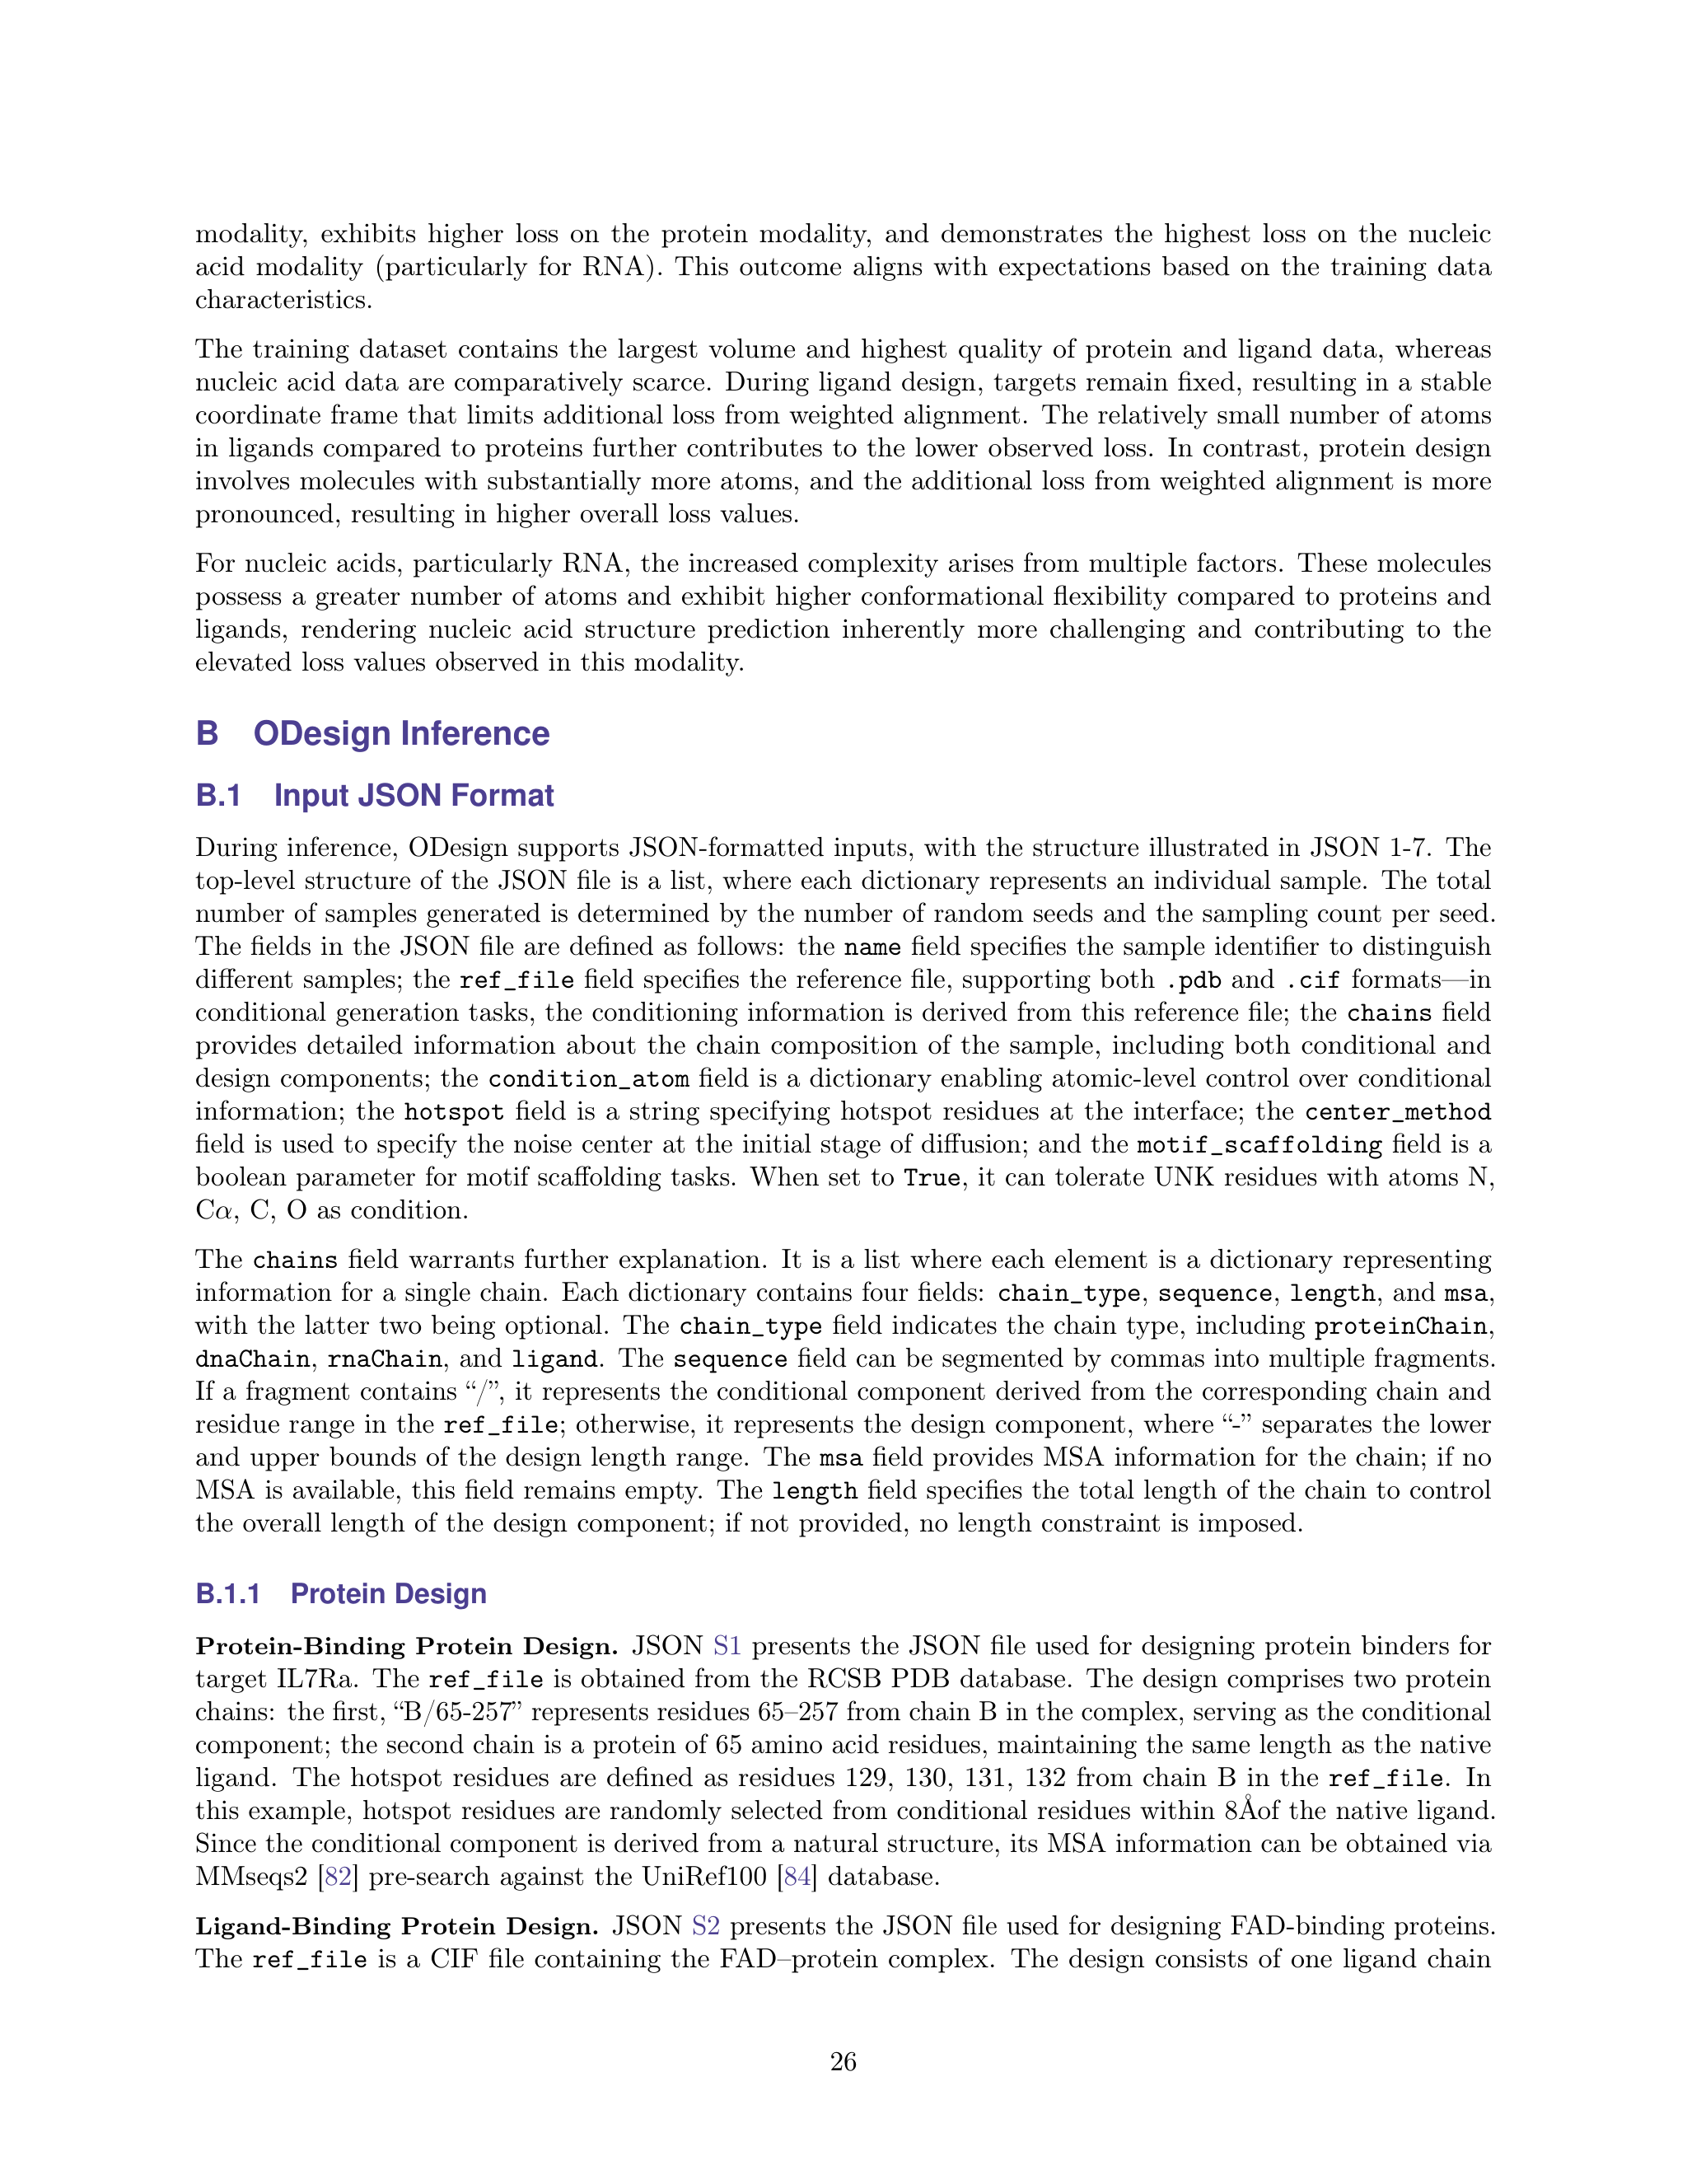 modality, exhibits higher loss on the protein modality, and demonstrates the highest loss on the nucleic
acid modality (particularly for RNA). This outcome aligns with expectations based on the training data
characteristics.
The training dataset contains the largest volume and highest quality of protein and ligand data, whereas
nucleic acid data are comparatively scarce. During ligand design, targets remain fixed, resulting in a stable
coordinate frame that limits additional loss from weighted alignment. The relatively small number of atoms
in ligands compared to proteins further contributes to the lower observed loss. In contrast, protein design
involves molecules with substantially more atoms, and the additional loss from weighted alignment is more
pronounced, resulting in higher overall loss values.
For nucleic acids, particularly RNA, the increased complexity arises from multiple factors. These molecules
possess a greater number of atoms and exhibit higher conformational flexibility compared to proteins and
ligands, rendering nucleic acid structure prediction inherently more challenging and contributing to the
elevated loss values observed in this modality.
B ODesign Inference
B.1 Input JSON Format
During inference, ODesign supports JSON-formatted inputs, with the structure illustrated in JSON 1-7. The
top-level structure of the JSON file is a list, where each dictionary represents an individual sample. The total
number of samples generated is determined by the number of random seeds and the sampling count per seed.
The fields in the JSON file are defined as follows: the name field specifies the sample identifier to distinguish
different samples; the ref_file field specifies the reference file, supporting both .pdb and .cif formats—in
conditional generation tasks, the conditioning information is derived from this reference file; the chains field
provides detailed information about the chain composition of the sample, including both conditional and
design components; the condition_atom field is a dictionary enabling atomic-level control over conditional
information; the hotspot field is a string specifying hotspot residues at the interface; the center_method
field is used to specify the noise center at the initial stage of diffusion; and the motif_scaffolding field is a
boolean parameter for motif scaffolding tasks. When set to True, it can tolerate UNK residues with atoms N,
Cα, C, O as condition.
The chains field warrants further explanation. It is a list where each element is a dictionary representing
information for a single chain. Each dictionary contains four fields: chain_type, sequence, length, and msa,
with the latter two being optional. The chain_type field indicates the chain type, including proteinChain,
dnaChain, rnaChain, and ligand. The sequence field can be segmented by commas into multiple fragments.
If a fragment contains “/”, it represents the conditional component derived from the corresponding chain and
residue range in the ref_file; otherwise, it represents the design component, where “-” separates the lower
and upper bounds of the design length range. The msa field provides MSA information for the chain; if no
MSA is available, this field remains empty. The length field specifies the total length of the chain to control
the overall length of the design component; if not provided, no length constraint is imposed.
B.1.1 Protein Design
Protein-Binding Protein Design. JSON S1 presents the JSON file used for designing protein binders for
target IL7Ra. The ref_file is obtained from the RCSB PDB database. The design comprises two protein
chains: the first, “B/65-257” represents residues 65–257 from chain B in the complex, serving as the conditional
component; the second chain is a protein of 65 amino acid residues, maintaining the same length as the native
ligand. The hotspot residues are defined as residues 129, 130, 131, 132 from chain B in the ref_file. In
this example, hotspot residues are randomly selected from conditional residues within 8Åof the native ligand.
Since the conditional component is derived from a natural structure, its MSA information can be obtained via
MMseqs2 [82] pre-search against the UniRef100 [84] database.
Ligand-Binding Protein Design. JSON S2 presents the JSON file used for designing FAD-binding proteins.
The ref_file is a CIF file containing the FAD–protein complex. The design consists of one ligand chain
26